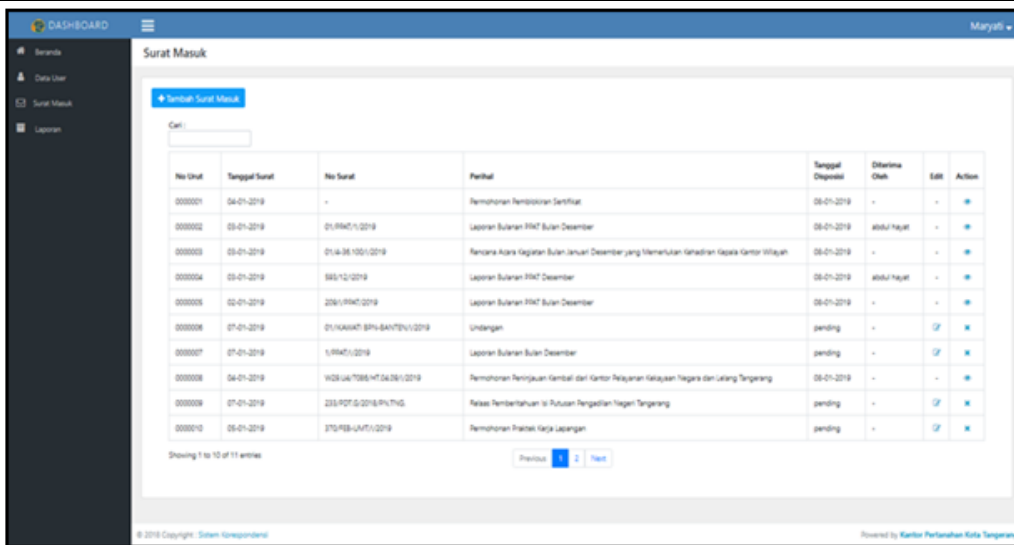 DASHBOARD
Maryati
Beranda
Data User
Surat Masuk
Laporan
Surat Masuk
+ Tambah Surat Masuk
Cari :
No Urut Tanggal Surat No Surat Perihal Tanggal Disposisi Diterima Oleh Edit Action
0000001 04-01-2019 - Permohonan Pemblokiran Sertifikat 08-01-2019 - -
0000002 03-01-2019 01/PPAT/1/2019 Laporan Bulanan PPAT Bulan Desember 08-01-2019 abdul hayat -
0000003 03-01-2019 Rencana Acara Kegiatan Bulan Januari Desember yang Memerlukan Kehadiran Kepala Kantor Wilayah 08-01-2019 - -
0000004 03-01-2019 593/12/2019 Laporan Bulanan PPAT Desember 08-01-2019 abdul hayat -
0000005 02-01-2019 Laporan Bulanan PPAT Bulan Desember 08-01-2019 - -
0000006 07-01-2019 Undangan pending -
0000007 07-01-2019 1/PPAT/I/2019 Laporan Bulanan Bulan Desember pending -
0000008 04-01-2019 Permohonan Peninjauan Kembali dari Kantor Pelayanan Kekayaan Negara dan Lelang Tangerang 08-01-2019 - -
0000009 07-01-2019 233/PDT.G/2018/PN.TNG Relaas Pemberitahuan Isi Putusan Pengadilan Negeri Tangerang pending -
0000010 05-01-2019 370/FEB-UMT/I/2019 Permohonan Praktek Kerja Lapangan pending -
Showing 1 to 10 of 11 entries
Previous 1 2 Next
© 2018 Copyright : Sistem Korespondensi
Powered by Kantor Pertanahan Kota Tangerang